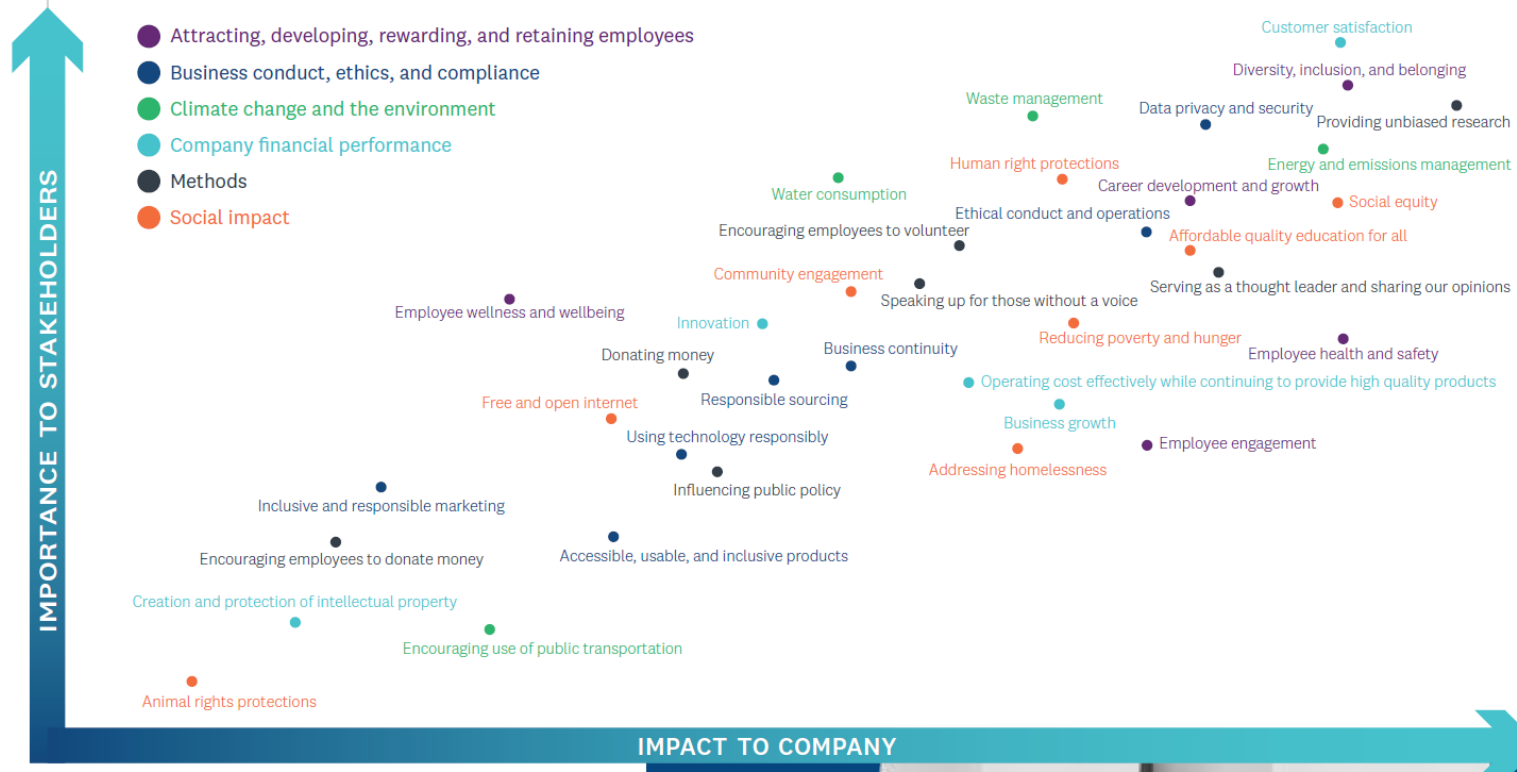 IMPORTANCE TO STAKEHOLDERS
Attracting, developing, rewarding, and retaining employees
Business conduct, ethics, and compliance
Climate change and the environment
Company financial performance
Methods
Social impact
Customer satisfaction
Diversity, inclusion, and belonging
Waste management
Data privacy and security
Providing unbiased research
Human right protections
Energy and emissions management
Water consumption
Career development and growth
Social equity
Ethical conduct and operations
Encouraging employees to volunteer
Affordable quality education for all
Community engagement
Serving as a thought leader and sharing our opinions
Speaking up for those without a voice
Employee wellness and wellbeing
Innovation
Reducing poverty and hunger
Business continuity
Donating money
Employee health and safety
Operating cost effectively while continuing to provide high quality products
Responsible sourcing
Free and open internet
Business growth
Using technology responsibly
Employee engagement
Addressing homelessness
Influencing public policy
Inclusive and responsible marketing
Accessible, usable, and inclusive products
Encouraging employees to donate money
Creation and protection of intellectual property
Encouraging use of public transportation
Animal rights protections
IMPACT TO COMPANY